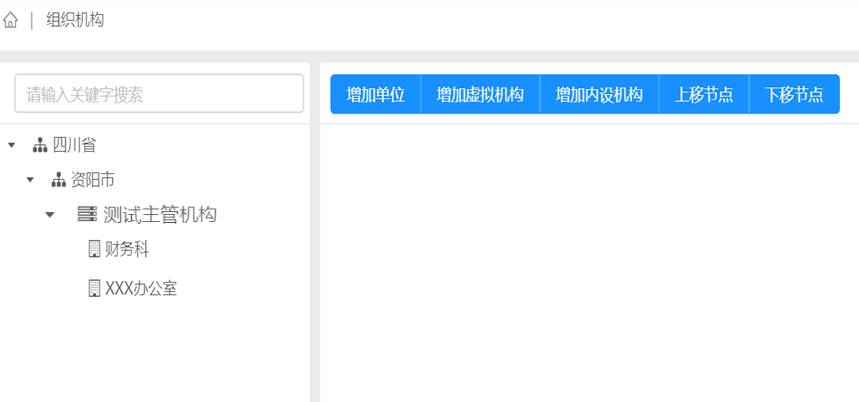 组织机构
请输入关键字搜索
增加单位 增加虚拟机构 增加内设机构 上移节点 下移节点
四川省
资阳市
测试主管机构
财务科
XXX办公室